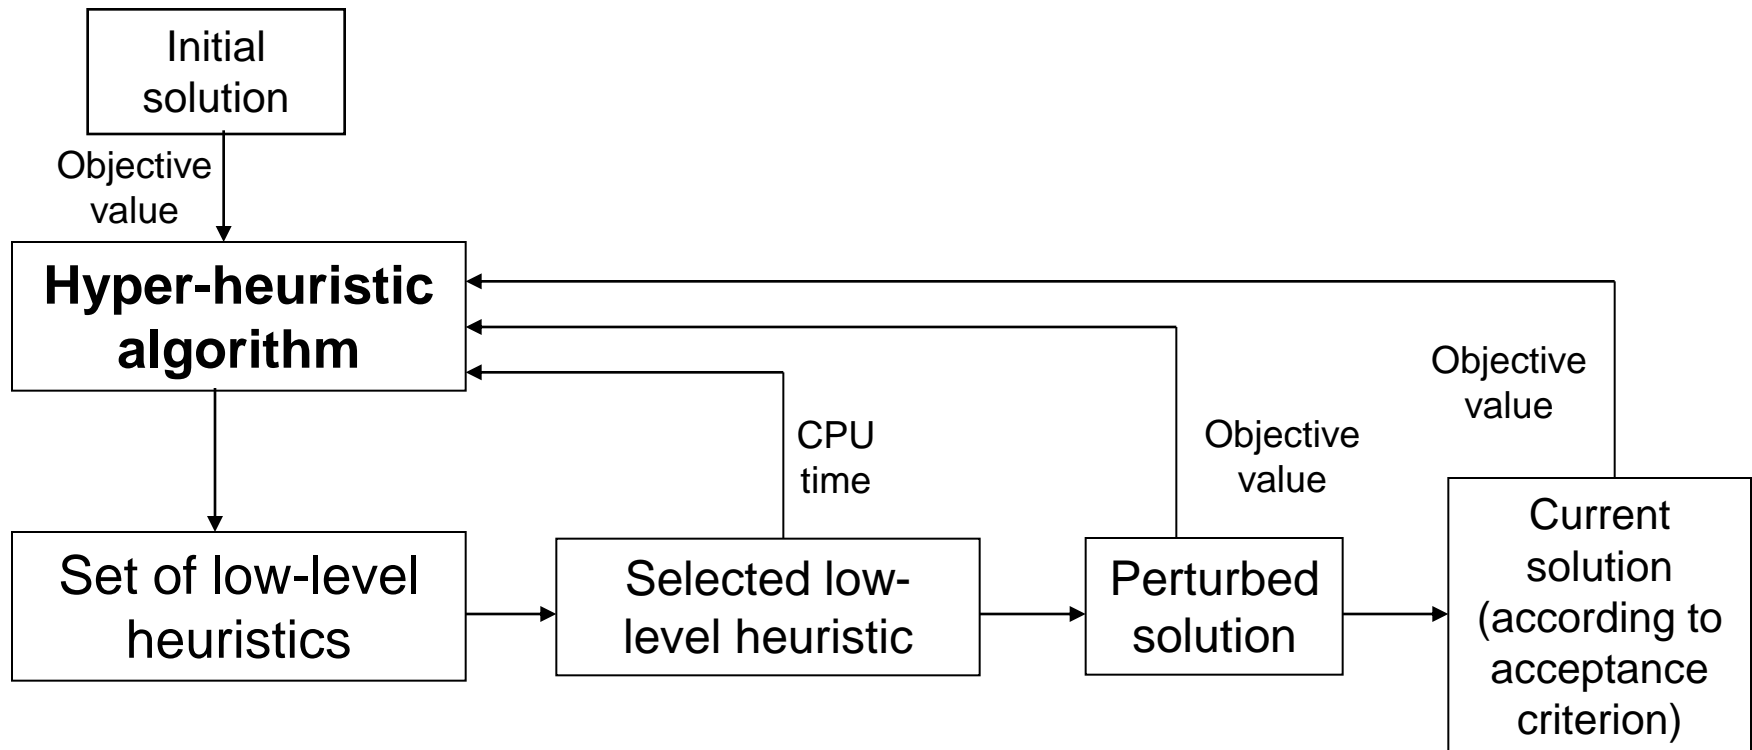 Initial
solution
Objective
value
Hyper-heuristic
algorithm
CPU
time
Objective
value
Objective
value
Set of low-level
heuristics
Selected low-
level heuristic
Perturbed
solution
Current
solution
(according to
acceptance
criterion)